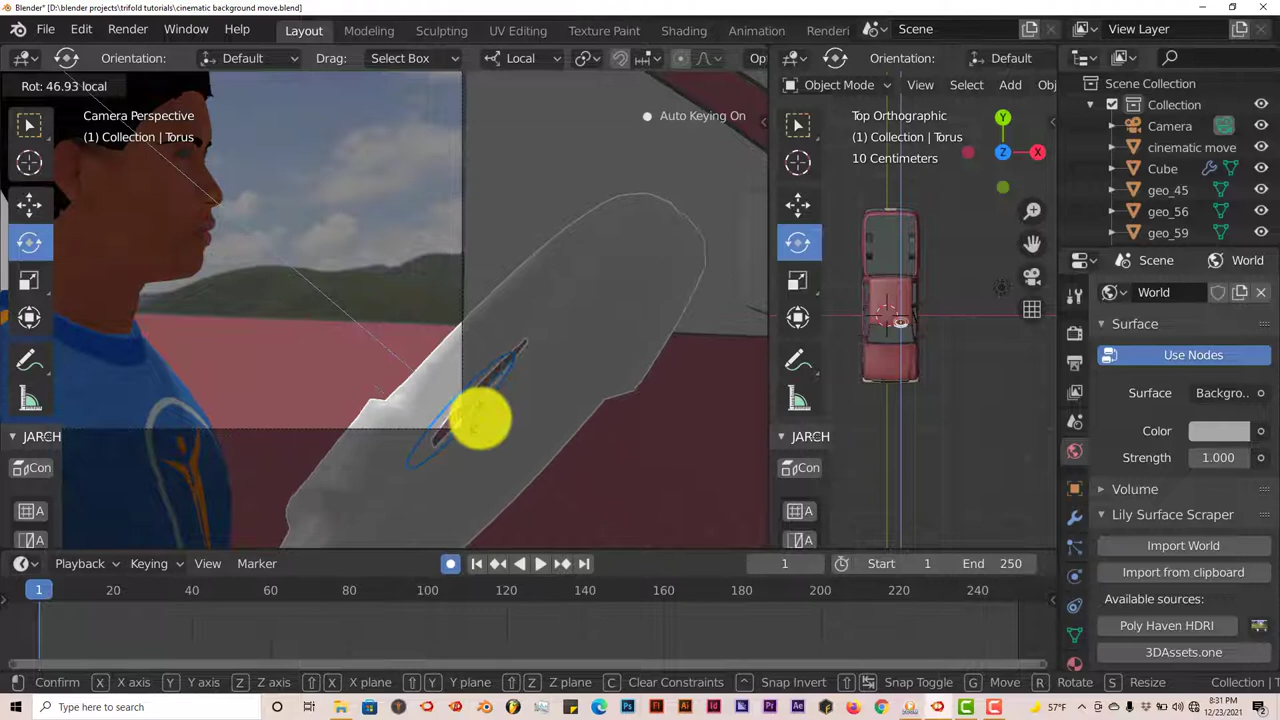 Blender* [D:\blender projects\trifold tutorials\cinematic background move.blend]
File Edit Render Window Help Layout Modeling Sculpting UV Editing Texture Paint Shading Animation Renderi Scene View Layer
Orientation: Default Drag: Select Box Local Op Orientation: Default
Rot: 46.93 local
Object Mode View Select Add Obj
Scene Collection
Collection
Camera
cinematic move
Cube
geo_45
geo_56
geo_59
Camera Perspective
(1) Collection | Torus
Auto Keying On
Top Orthographic
(1) Collection | Torus
10 Centimeters
Y
Z
X
Scene World
World
Surface
Use Nodes
Surface Backgro..
Color
Strength 1.000
Volume
Lily Surface Scraper
Import World
Import from clipboard
Available sources:
Poly Haven HDRI
3DAssets.one
JARCH
Con
A
A
JARCH
Con
A
A
Playback Keying View Marker 1 Start 1 End 250
1 20 40 60 80 100 120 140 160 180 200 220 240
Confirm X X axis Y Y axis Z Z axis X X plane Y Y plane Z Z plane C Clear Constraints Snap Invert Snap Toggle G Move R Rotate S Resize
Type here to search
57°F
8:31 PM
12/23/2021